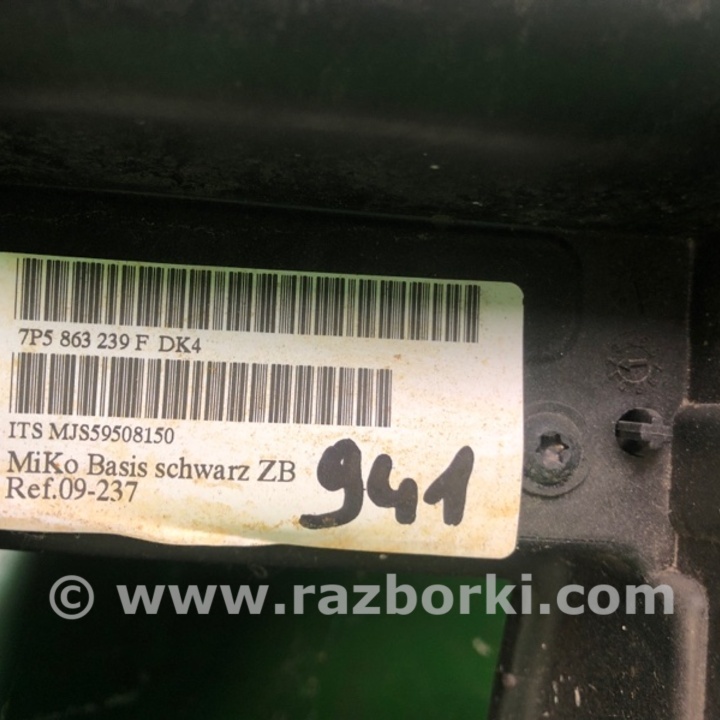 7P5 863 239 F DK4
ITS MJS59508150
MiKo Basis schwarz ZB
Ref.09-237
941
© www.razborki.com